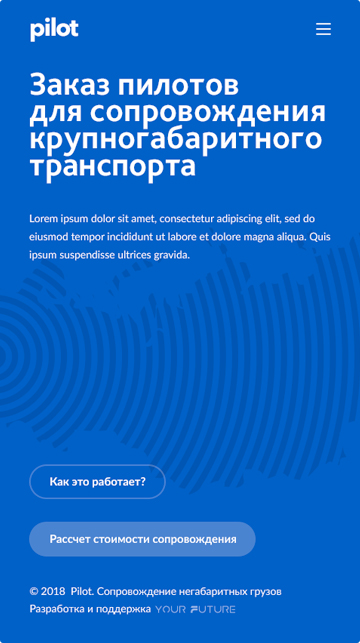 pilot
Заказ пилотов
для сопровождения
крупногабаритного
транспорта
Lorem ipsum dolor sit amet, consectetur adipiscing elit, sed do
eiusmod tempor incididunt ut labore et dolore magna aliqua. Quis
ipsum suspendisse ultrices gravida.
Как это работает?
Рассчет стоимости сопровождения
© 2018 Pilot. Сопровождение негабаритных грузов
Разработка и поддержка YOUR FUTURE